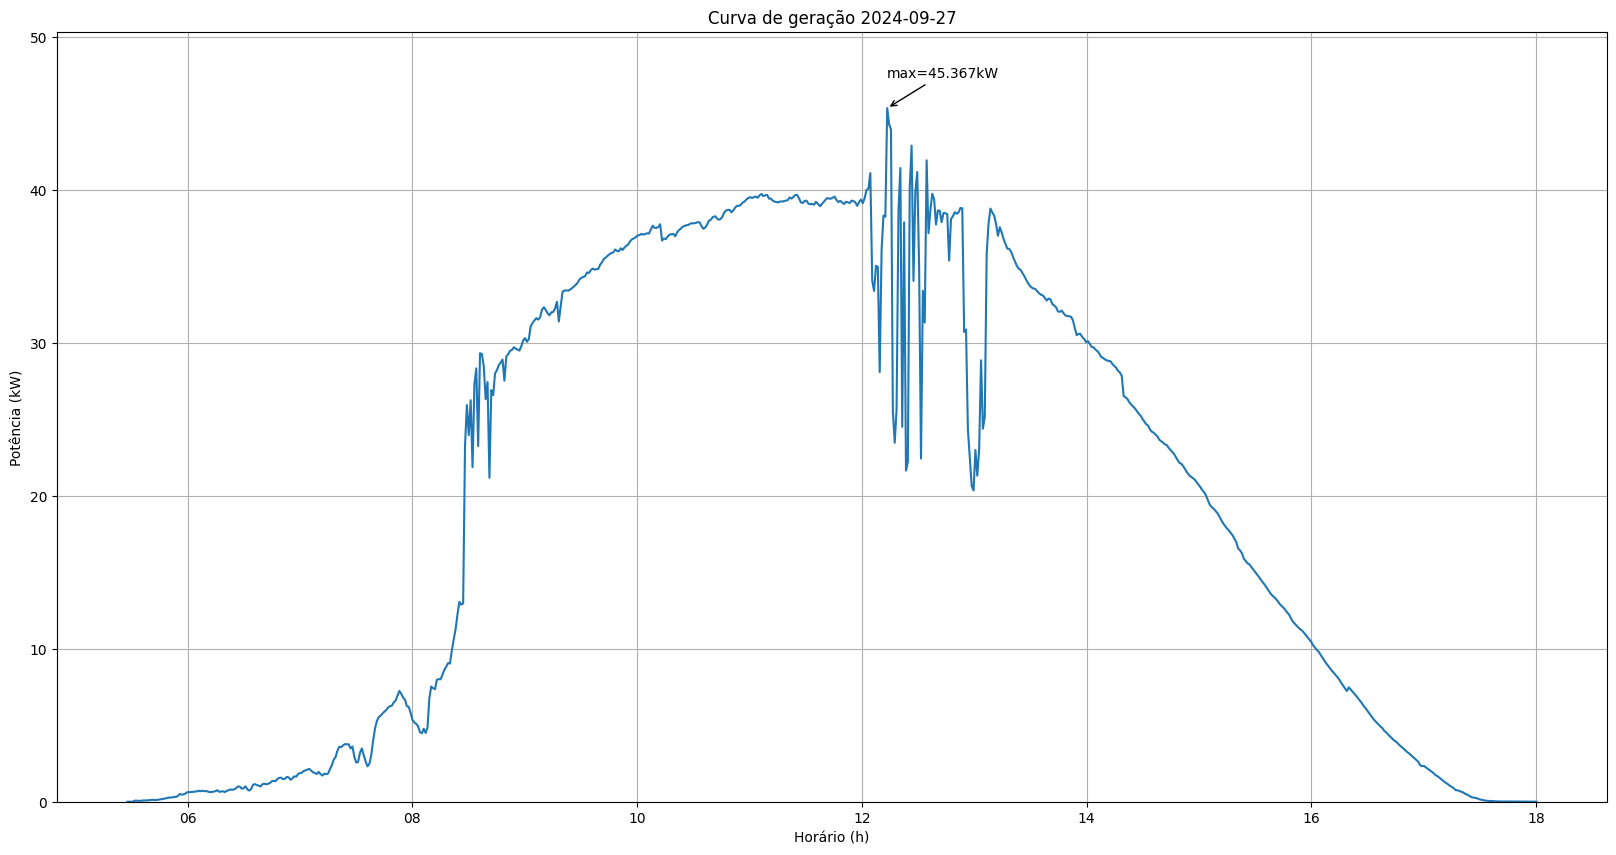 Curva de geração 2024-09-27
50
max=45.367kW
40
30
Potência (kW)
20
10
0
06 08 10 12 14 16 18
Horário (h)